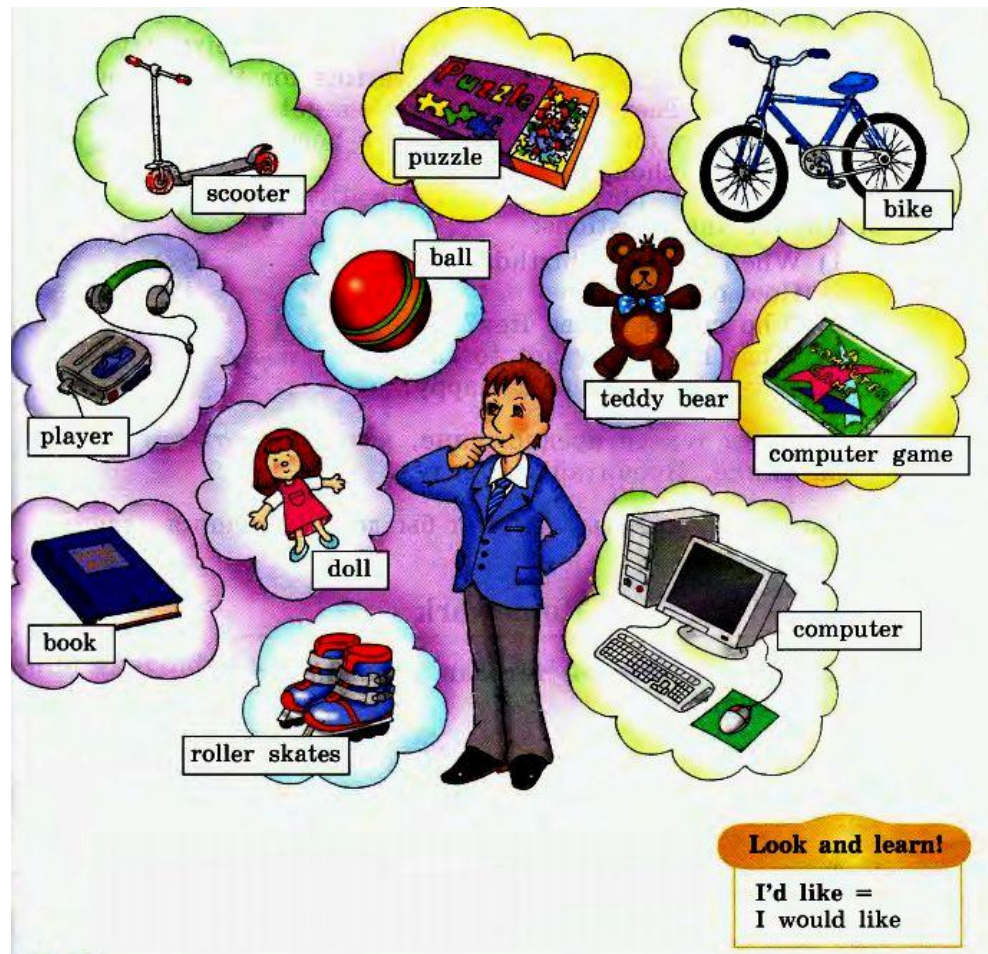 Puzzle
scooter
puzzle
bike
ball
player
teddy bear
computer game
doll
book
computer
roller skates
Look and learn!
I'd like =
I would like